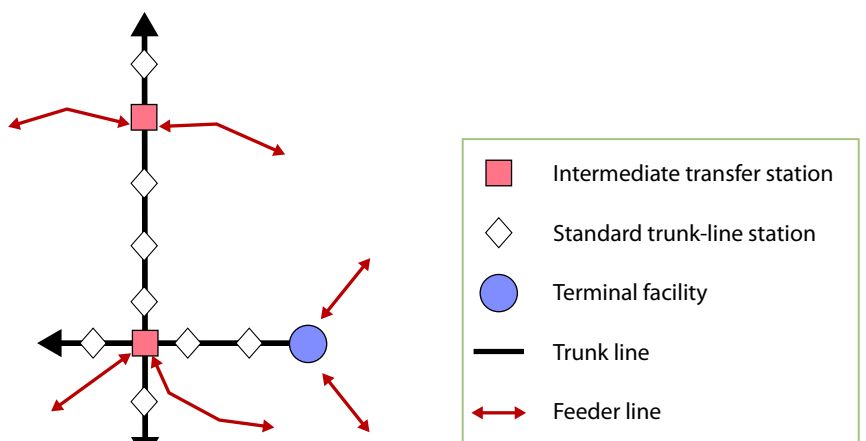 Intermediate transfer station
Standard trunk-line station
Terminal facility
Trunk line
Feeder line